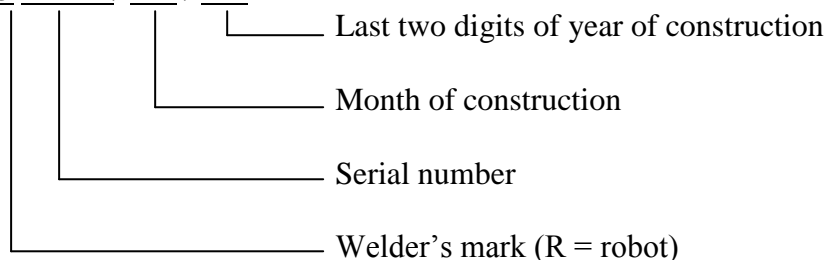 Last two digits of year of construction
Month of construction
Serial number
Welder’s mark (R = robot)